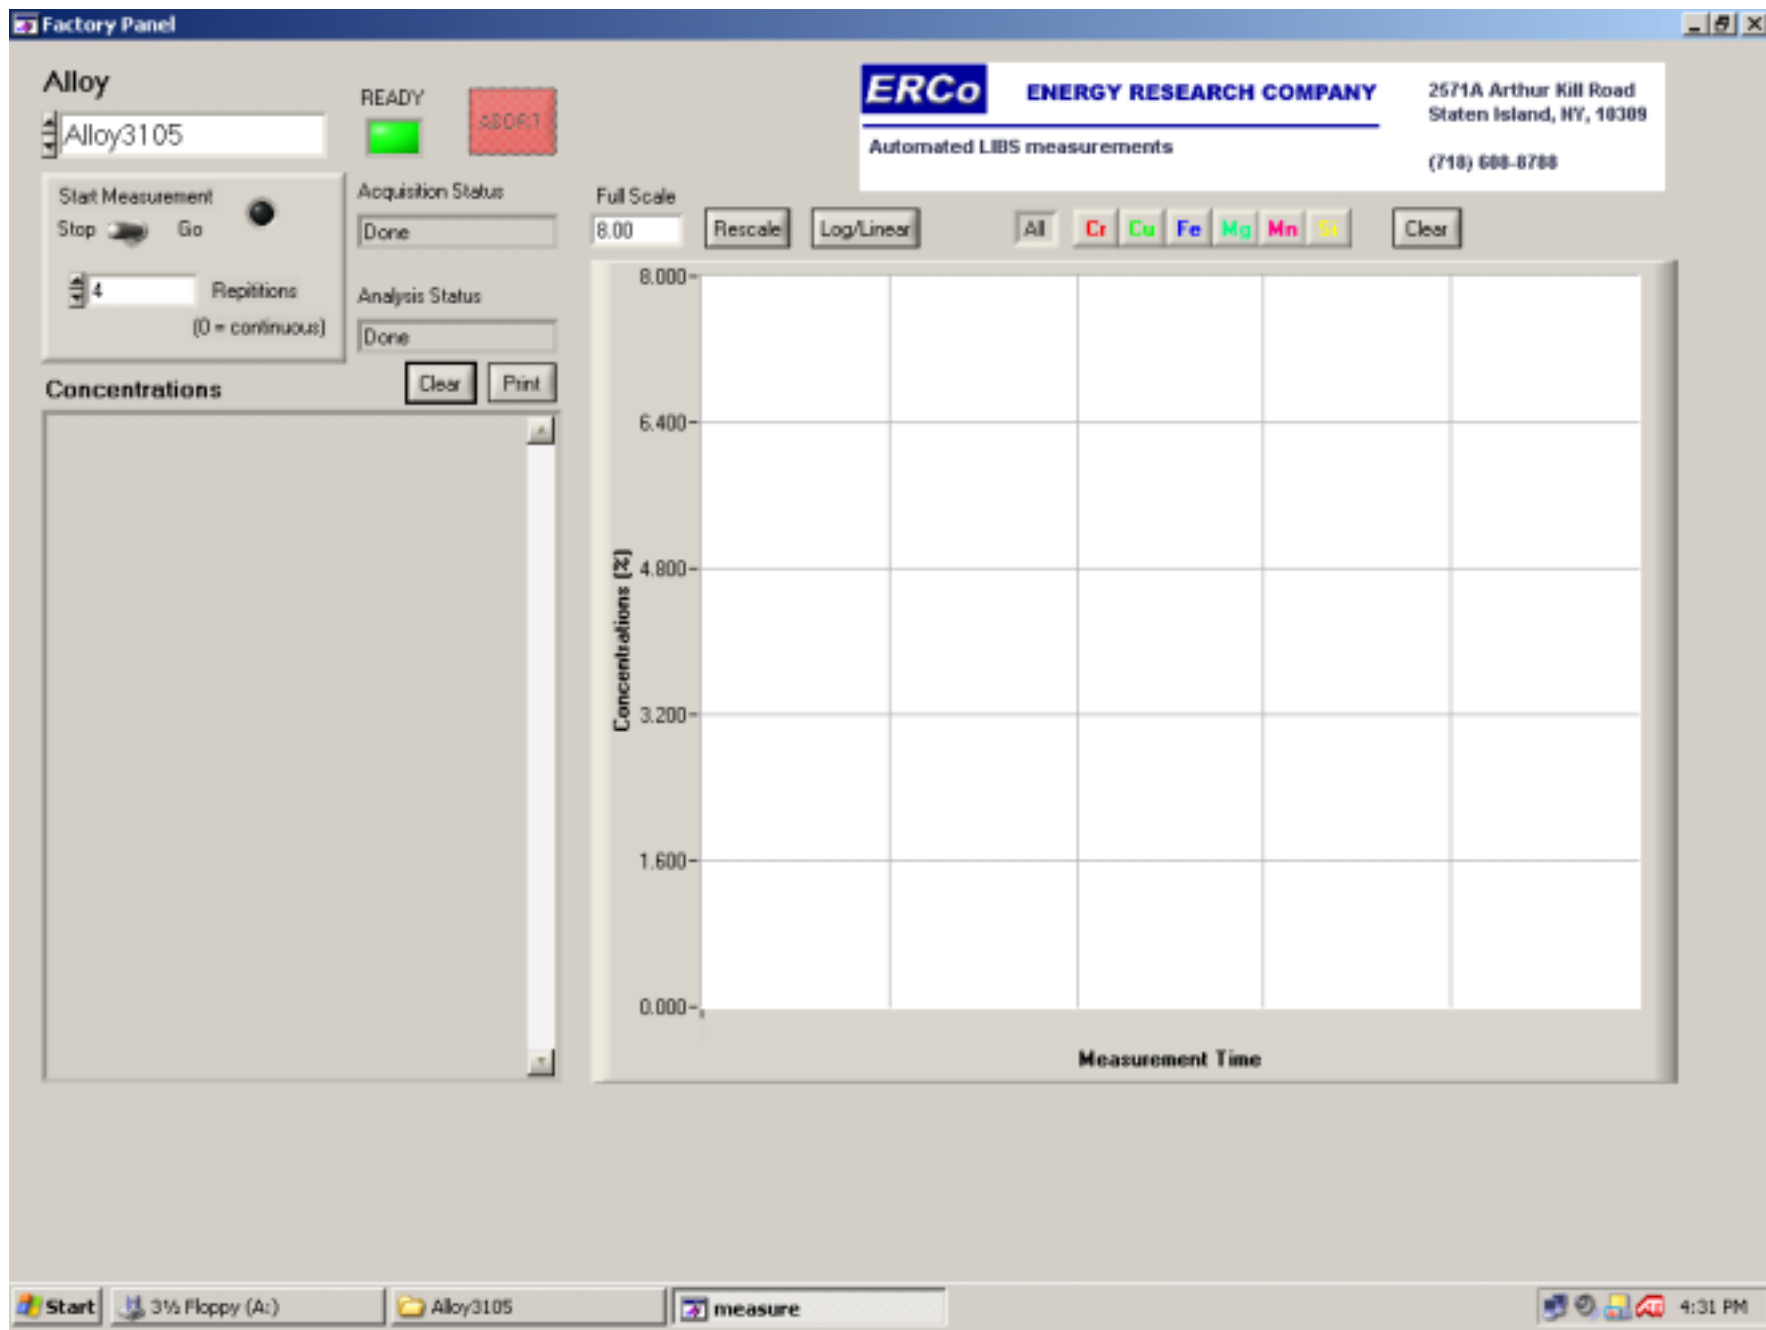 Factory Panel
Alloy
READY
ABORT
Alloy3105
ERCo
ENERGY RESEARCH COMPANY
Automated LIBS measurements
2571A Arthur Kill Road
Staten Island, NY, 10309
(718) 608-8788
Start Measurement
Stop Go
4 Repititions
(0 = continuous)
Acquisition Status
Done
Analysis Status
Done
Full Scale
8.00 Rescale Log/Linear All Cr Cu Fe Mg Mn Si Clear
Concentrations
Clear Print
8.000
6.400
4.800
3.200
1.600
0.000
Concentrations (%)
Measurement Time
Start 3½ Floppy (A:) Alloy3105 measure 4:31 PM